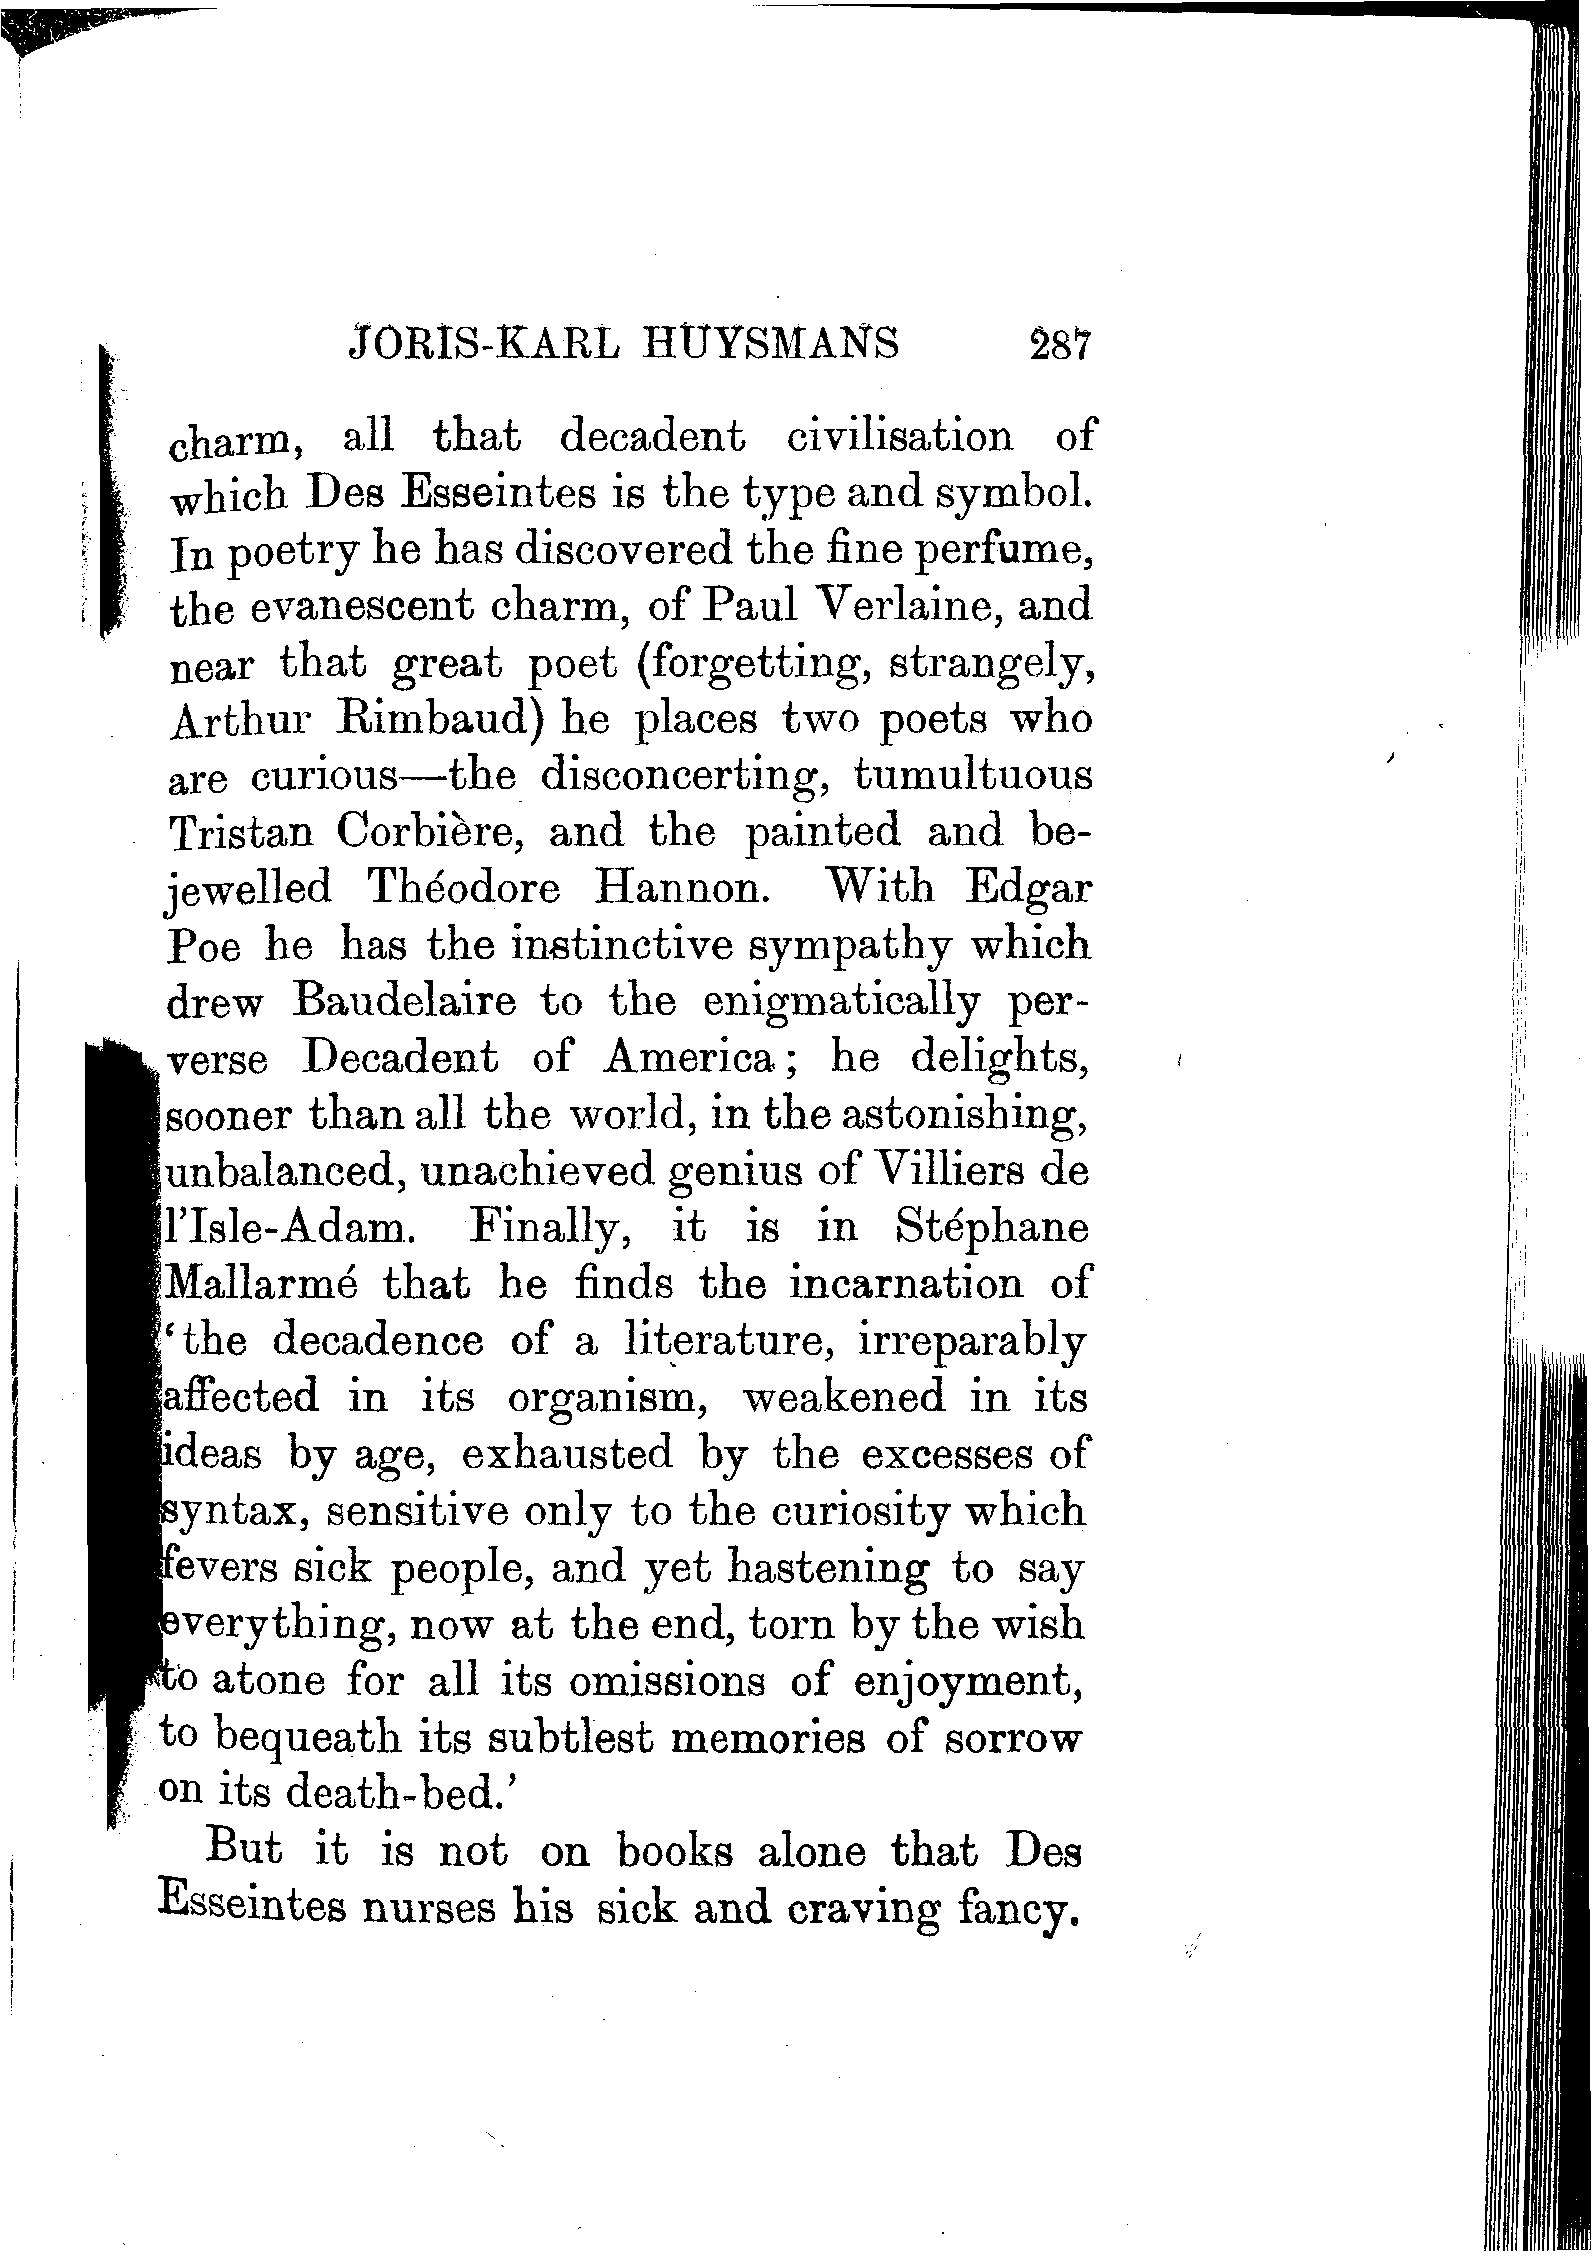 JORIS-KARL HUYSMANS 287
charm, all that decadent civilisation of
which Des Esseintes is the type and symbol.
In poetry he has discovered the fine perfume,
the evanescent charm, of Paul Verlaine, and
near that great poet (forgetting, strangely,
Arthur Rimbaud) he places two poets who
are curious—the disconcerting, tumultuous
Tristan Corbière, and the painted and be-
jewelled Théodore Hannon. With Edgar
Poe he has the instinctive sympathy which
drew Baudelaire to the enigmatically per-
verse Decadent of America; he delights,
sooner than all the world, in the astonishing,
unbalanced, unachieved genius of Villiers de
l'Isle-Adam. Finally, it is in Stéphane
Mallarmé that he finds the incarnation of
‘the decadence of a literature, irreparably
affected in its organism, weakened in its
ideas by age, exhausted by the excesses of
syntax, sensitive only to the curiosity which
fevers sick people, and yet hastening to say
everything, now at the end, torn by the wish
to atone for all its omissions of enjoyment,
to bequeath its subtlest memories of sorrow
on its death-bed.’
But it is not on books alone that Des
Esseintes nurses his sick and craving fancy.